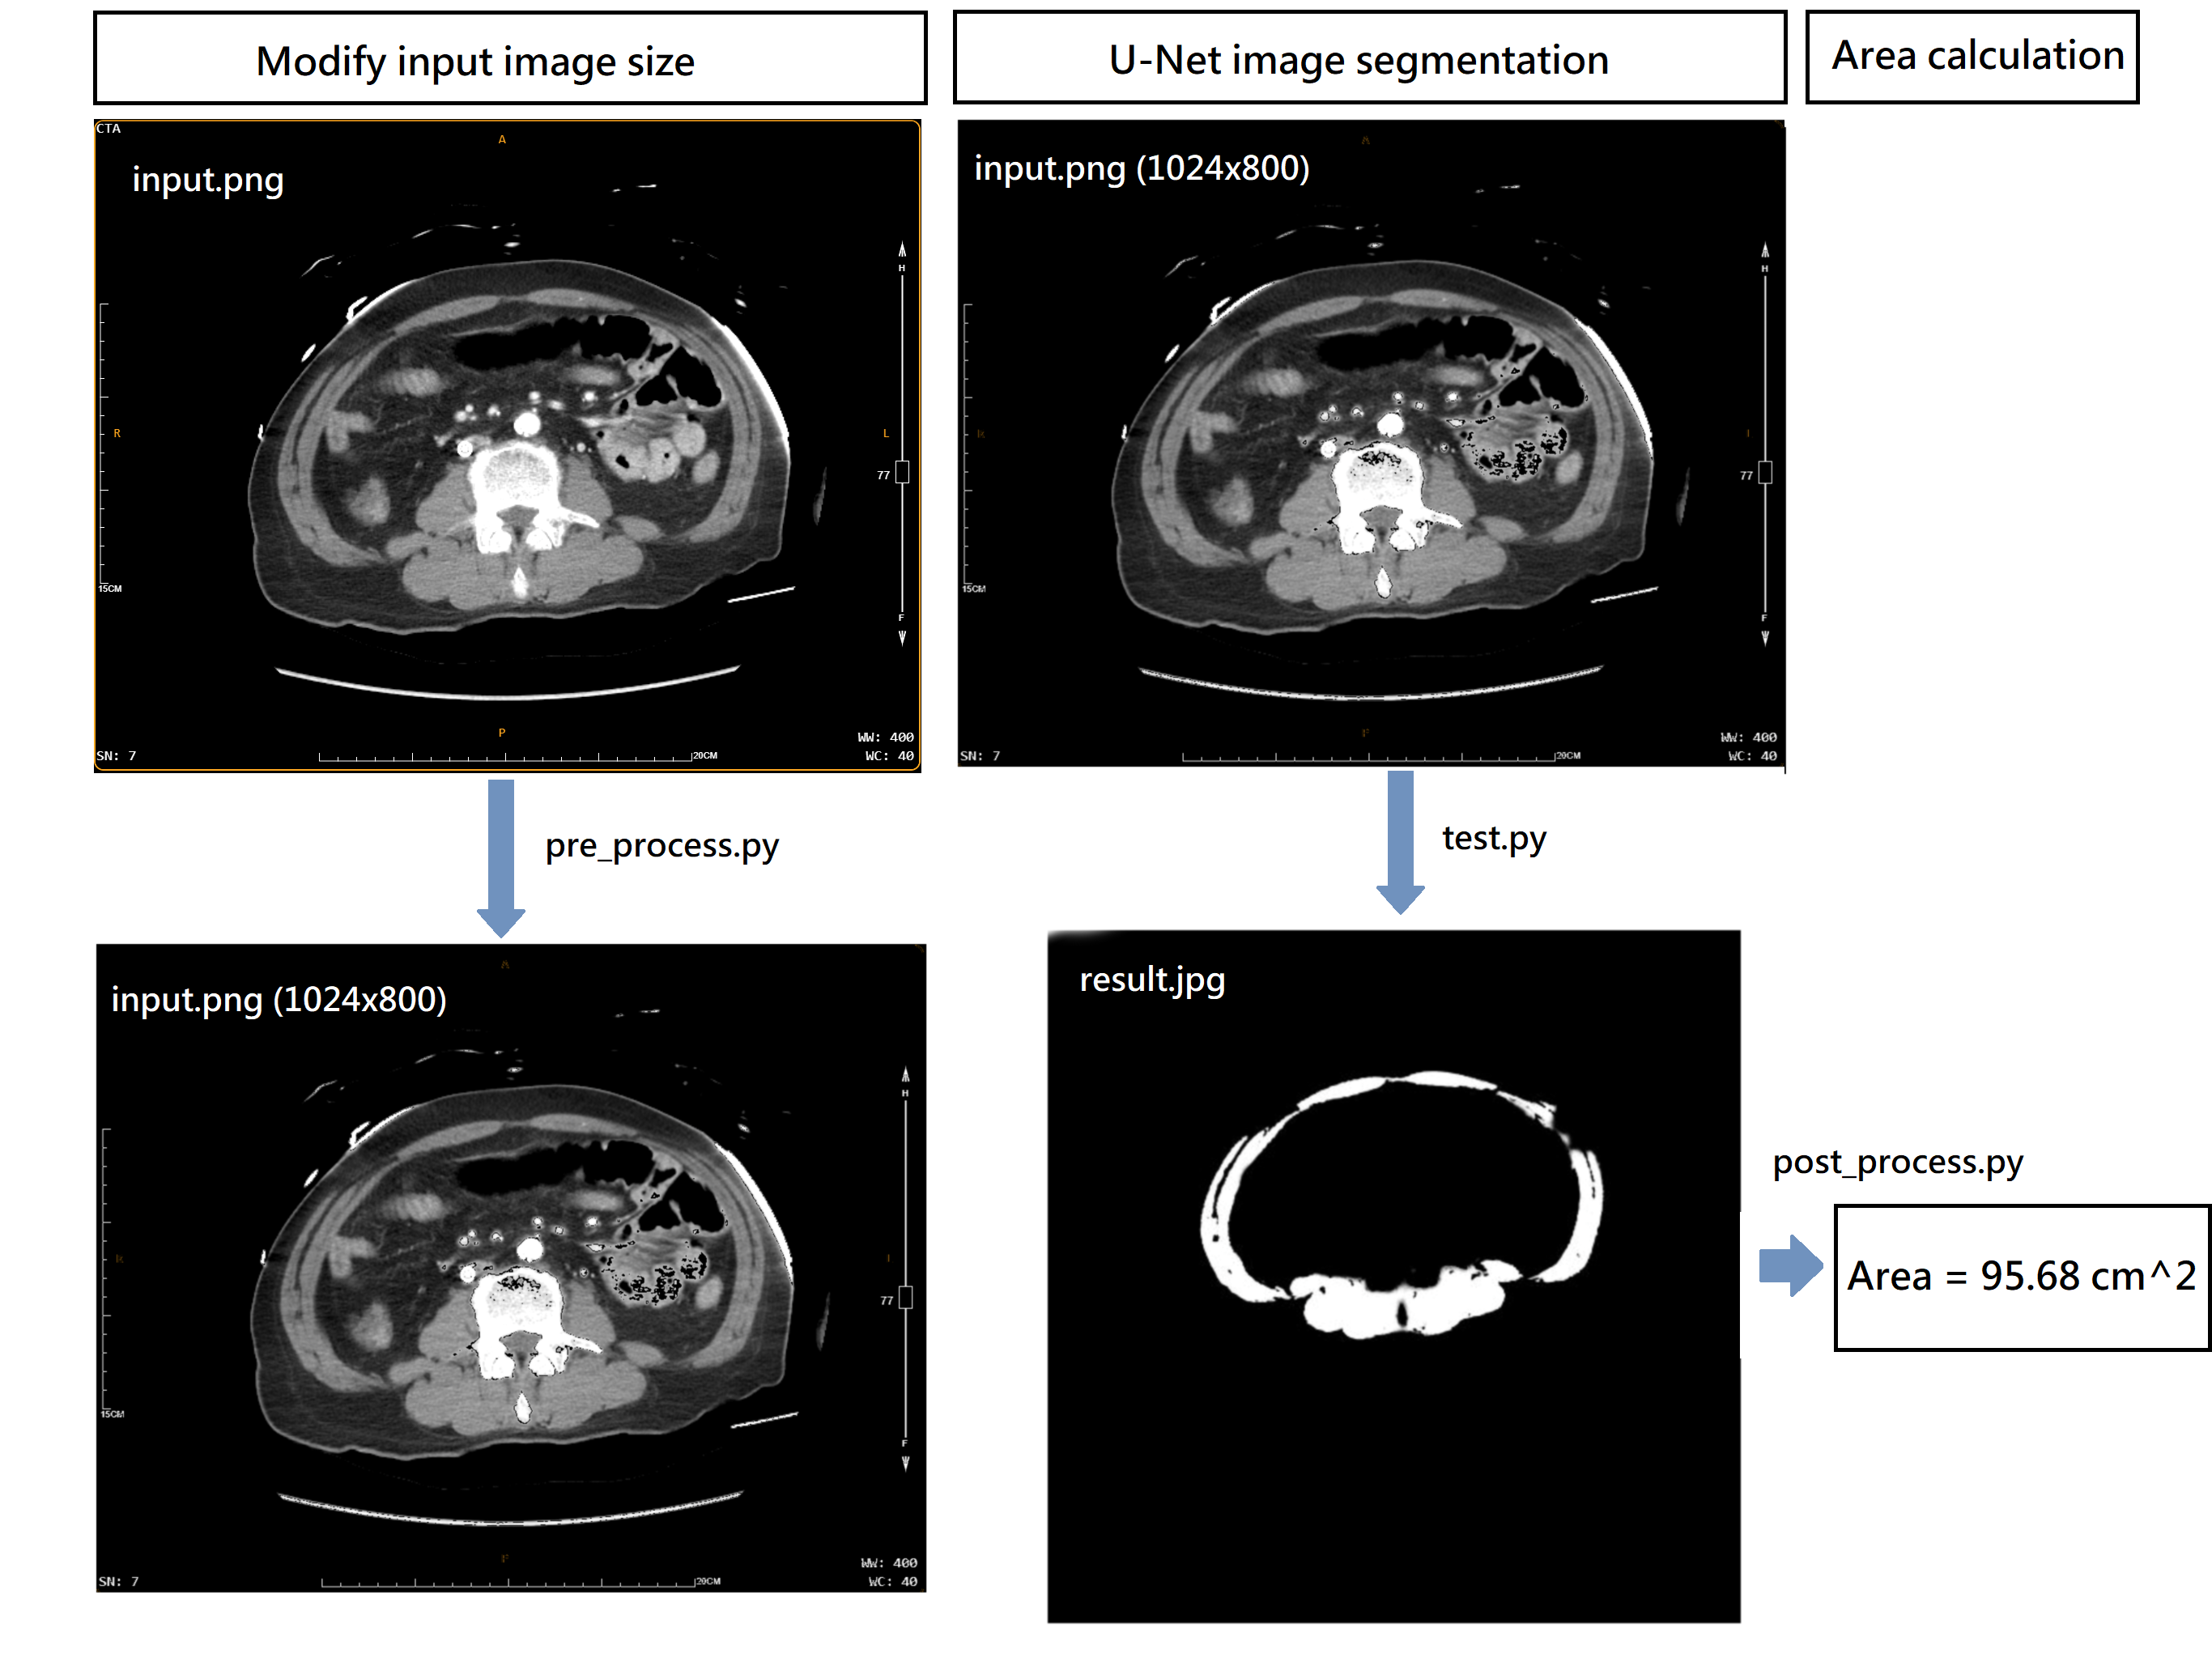 Modify input image size
U-Net image segmentation
Area calculation
CTA
A
input.png
H
R
L
77
15CM
F
P
WW: 400
SN: 7
20CM
WC: 40
A
input.png (1024x800)
H
77
15CM
F
WW: 400
SN: 7
20CM
WC: 40
pre_process.py
test.py
A
input.png (1024x800)
H
R
77
15CM
F
WW: 400
SN: 7
20CM
WC: 40
result.jpg
post_process.py
Area = 95.68 cm^2